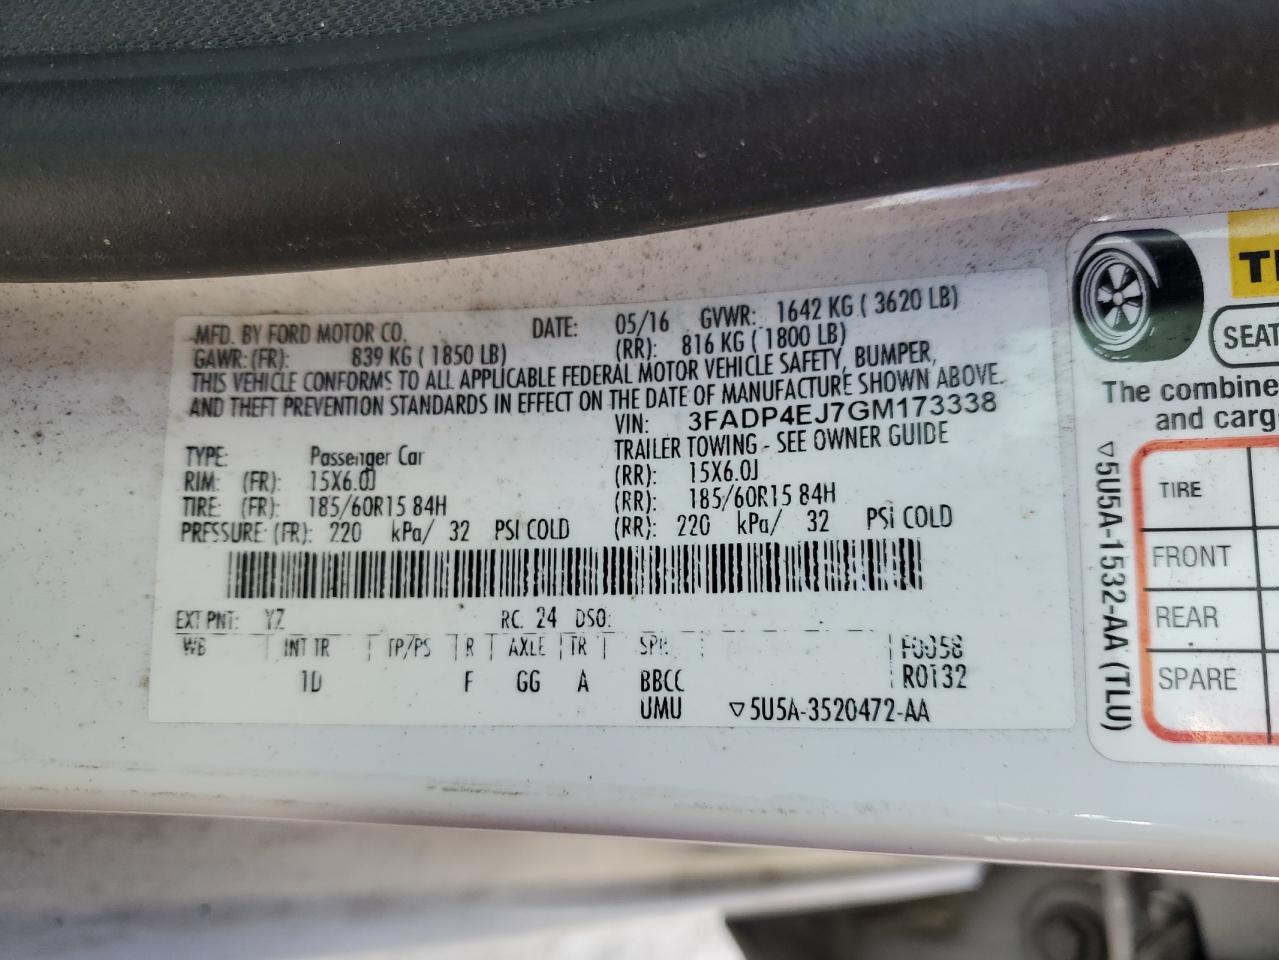 MFD. BY FORD MOTOR CO. DATE: 05/16 GVWR: 1642 KG ( 3620 LB)
GAWR:(FR): 839 KG ( 1850 LB) (RR): 816 KG ( 1800 LB)
THIS VEHICLE CONFORMS TO ALL APPLICABLE FEDERAL MOTOR VEHICLE SAFETY, BUMPER,
AND THEFT PREVENTION STANDARDS IN EFFECT ON THE DATE OF MANUFACTURE SHOWN ABOVE.
VIN: 3FADP4EJ7GM173338
TYPE: Passenger Car TRAILER TOWING - SEE OWNER GUIDE
RIM: (FR): 15X6.0J (RR): 15X6.0J
TIRE: (FR): 185/60R15 84H (RR): 185/60R15 84H
PRESSURE: (FR): 220 kPa/ 32 PSI COLD (RR): 220 kPa/ 32 PSi COLD
EXT PNT: YZ RC: 24 DSO:
WB INT TR TP/PS R AXLE TR SPR F0058
1D F GG A BBCC R0132
UMU ▽5U5A-3520472-AA
SEAT
The combine
and carg
▽5U5A-1532-AA (TLU)
TIRE
FRONT
REAR
SPARE